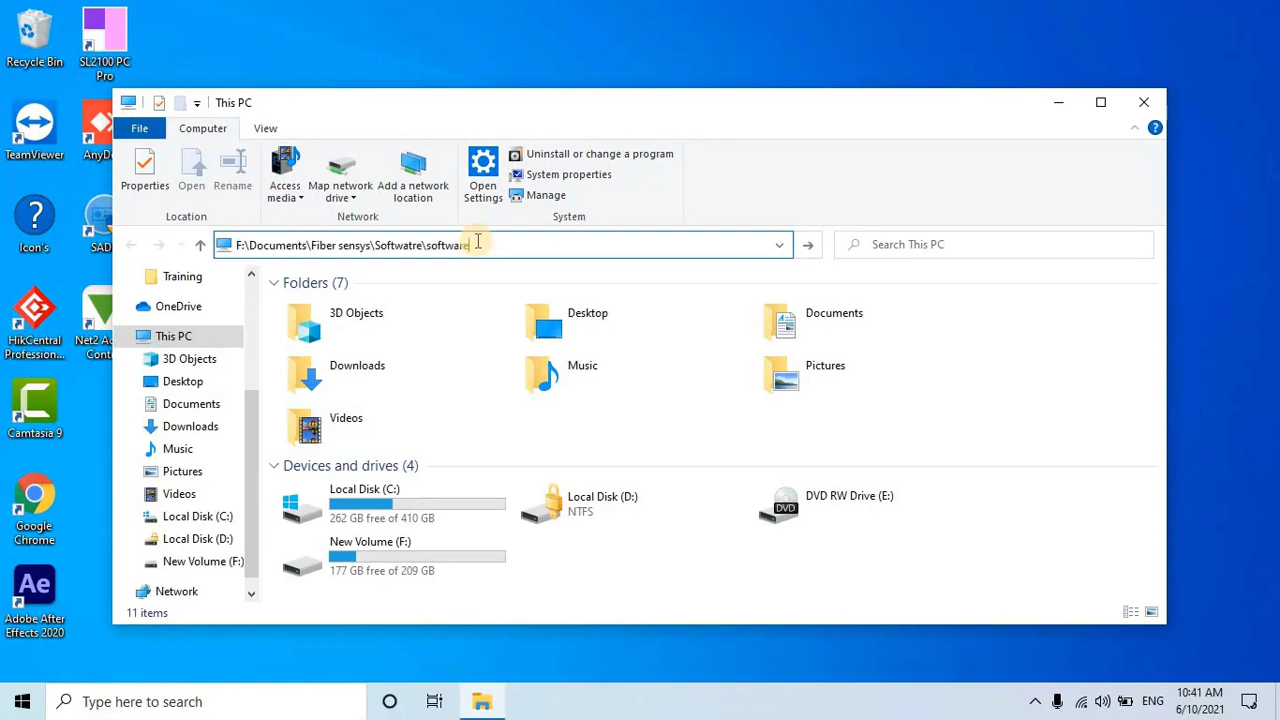 Recycle Bin
SL2100 PC
Pro
TeamViewer
AnyD
Icon's
SAD
HikCentral
Profession...
Net2 A
Contr
Camtasia 9
Google
Chrome
Ae
Adobe After
Effects 2020
This PC
File
Computer
View
Properties
Open
Rename
Access
media
Map network
drive
Add a network
location
Open
Settings
Uninstall or change a program
System properties
Manage
Location
Network
System
F:\Documents\Fiber sensys\Softwatre\software
Search This PC
Training
OneDrive
This PC
3D Objects
Desktop
Documents
Downloads
Music
Pictures
Videos
Local Disk (C:)
Local Disk (D:)
New Volume (F:)
Network
Folders (7)
3D Objects
Desktop
Documents
Downloads
Music
Pictures
Videos
Devices and drives (4)
Local Disk (C:)
262 GB free of 410 GB
Local Disk (D:)
NTFS
DVD RW Drive (E:)
DVD
New Volume (F:)
177 GB free of 209 GB
11 items
Type here to search
ENG
10:41 AM
6/10/2021